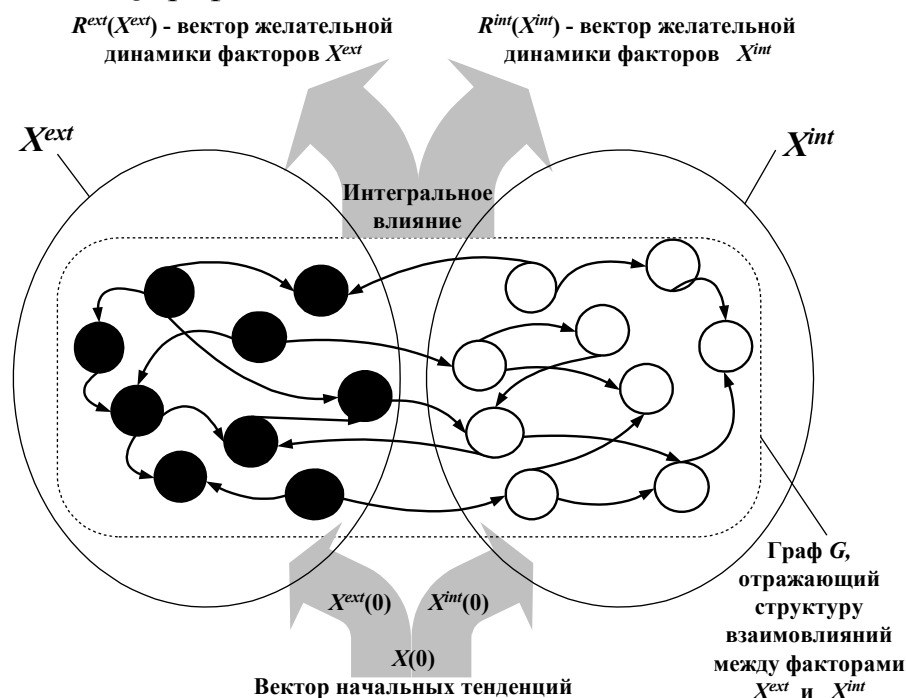 R^ext(X^ext) - вектор желательной
динамики факторов X^ext
R^int(X^int) - вектор желательной
динамики факторов X^int
X^ext
X^int
Интегральное
влияние
X^ext(0)
X^int(0)
X(0)
Вектор начальных тенденций
Граф G,
отражающий
структуру
взаимовлияний
между факторами
X^ext и X^int